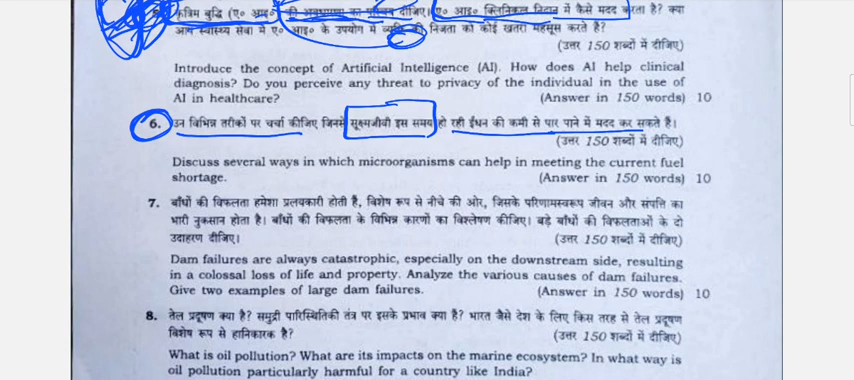 कृत्रिम बुद्धि (ए० आइ० की अवधारणा का परिचय दीजिए। ए० आइ० क्लिनिकल निदान में कैसे मदद करता है? क्या
आप स्वास्थ्य सेवा में ए० आइ० के उपयोग में व्यक्ति की निजता को कोई खतरा महसूस करते हैं?
(उत्तर 150 शब्दों में दीजिए)
Introduce the concept of Artificial Intelligence (AI). How does AI help clinical
diagnosis? Do you perceive any threat to privacy of the individual in the use of
AI in healthcare? (Answer in 150 words) 10
6. उन विभिन्न तरीकों पर चर्चा कीजिए जिनसे सूक्ष्मजीवी इस समय हो रही ईंधन की कमी से पार पाने में मदद कर सकते हैं।
(उत्तर 150 शब्दों में दीजिए)
Discuss several ways in which microorganisms can help in meeting the current fuel
shortage. (Answer in 150 words) 10
7. बाँधों की विफलता हमेशा प्रलयकारी होती है, विशेष रूप से नीचे की ओर, जिसके परिणामस्वरूप जीवन और संपत्ति का
भारी नुकसान होता है। बाँधों की विफलता के विभिन्न कारणों का विश्लेषण कीजिए। बड़े बाँधों की विफलताओं के दो
उदाहरण दीजिए। (उत्तर 150 शब्दों में दीजिए)
Dam failures are always catastrophic, especially on the downstream side, resulting
in a colossal loss of life and property. Analyze the various causes of dam failures.
Give two examples of large dam failures. (Answer in 150 words) 10
8. तेल प्रदूषण क्या है? समुद्री पारिस्थितिकी तंत्र पर इसके प्रभाव क्या हैं? भारत जैसे देश के लिए किस तरह से तेल प्रदूषण
विशेष रूप से हानिकारक है? (उत्तर 150 शब्दों में दीजिए)
What is oil pollution? What are its impacts on the marine ecosystem? In what way is
oil pollution particularly harmful for a country like India?